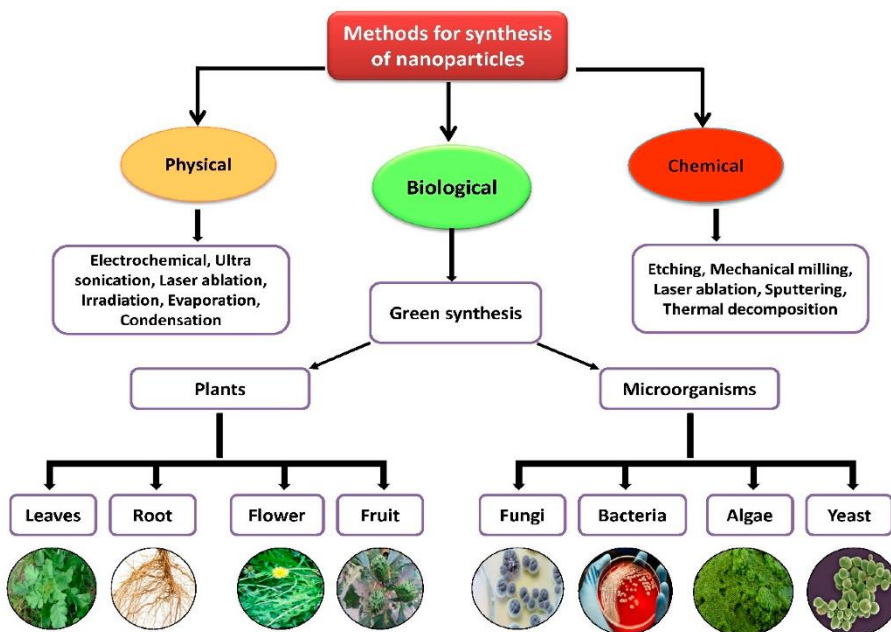 Methods for synthesis
of nanoparticles
Physical
Biological
Chemical
Electrochemical, Ultra
sonication, Laser ablation,
Irradiation, Evaporation,
Condensation
Green synthesis
Etching, Mechanical milling,
Laser ablation, Sputtering,
Thermal decomposition
Plants
Microorganisms
Leaves
Root
Flower
Fruit
Fungi
Bacteria
Algae
Yeast